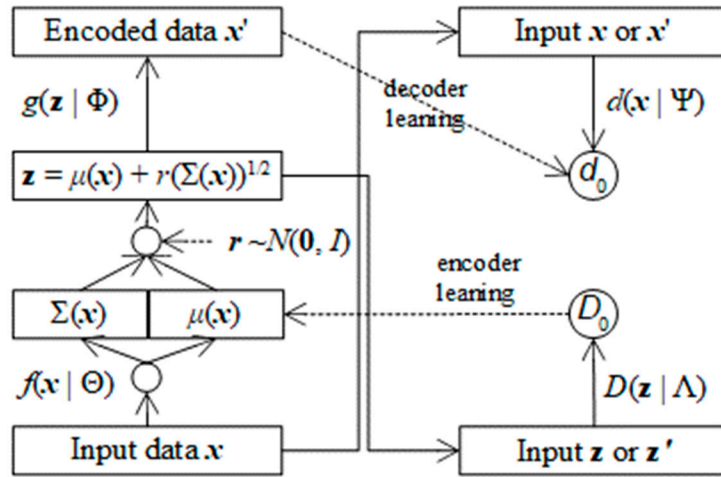 Encoded data x'
Input x or x'
g(z | Φ)
decoder
leaning
d(x | Ψ)
z = μ(x) + r(Σ(x))^1/2
d0
r ~N(0, I)
encoder
leaning
Σ(x)
μ(x)
D0
f(x | Θ)
D(z | Λ)
Input data x
Input z or z'